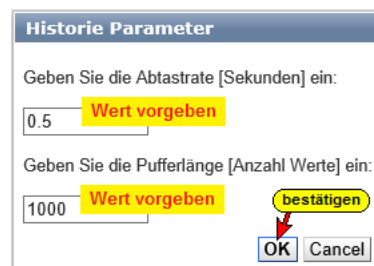 Historie Parameter
Geben Sie die Abtastrate [Sekunden] ein:
0.5 Wert vorgeben
Geben Sie die Pufferlänge [Anzahl Werte] ein:
1000 Wert vorgeben
bestätigen
OK Cancel